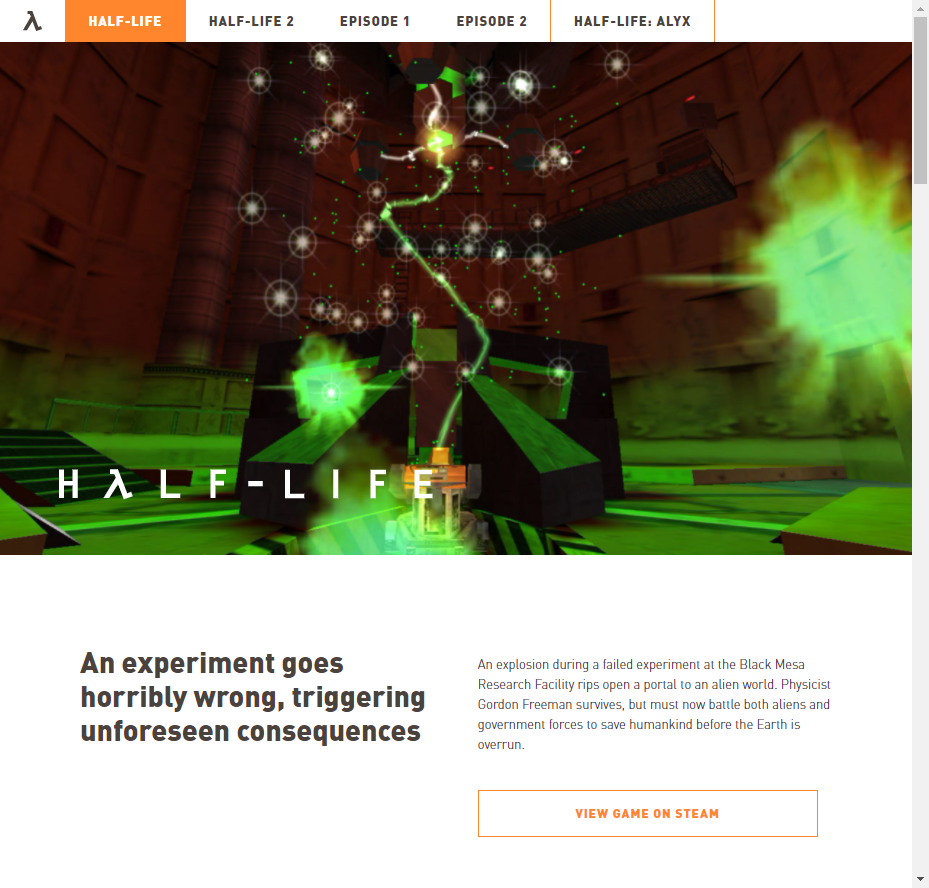 λ HALF-LIFE HALF-LIFE 2 EPISODE 1 EPISODE 2 HALF-LIFE: ALYX
HλLF-LIFE
An experiment goes
horribly wrong, triggering
unforeseen consequences
An explosion during a failed experiment at the Black Mesa
Research Facility rips open a portal to an alien world. Physicist
Gordon Freeman survives, but must now battle both aliens and
government forces to save humankind before the Earth is
overrun.
VIEW GAME ON STEAM